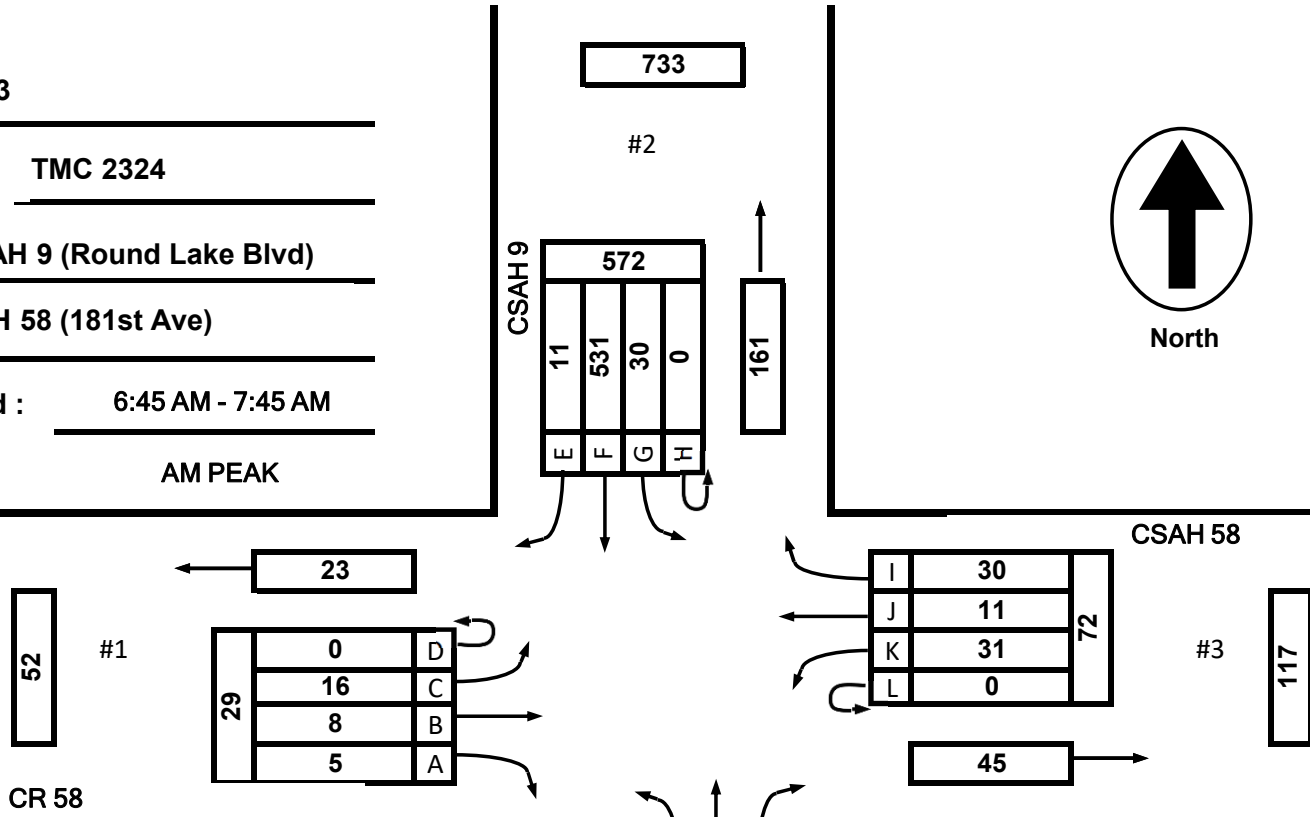 3
TMC 2324
AH 9 (Round Lake Blvd)
H 58 (181st Ave)
d : 6:45 AM - 7:45 AM
AM PEAK
733
#2
CSAH 9
572
11 531 30 0
E F G H
161
North
CSAH 58
23
52
#1
29
0 D
16 C
8 B
5 A
CR 58
I 30
J 11
K 31
L 0
72
#3
117
45